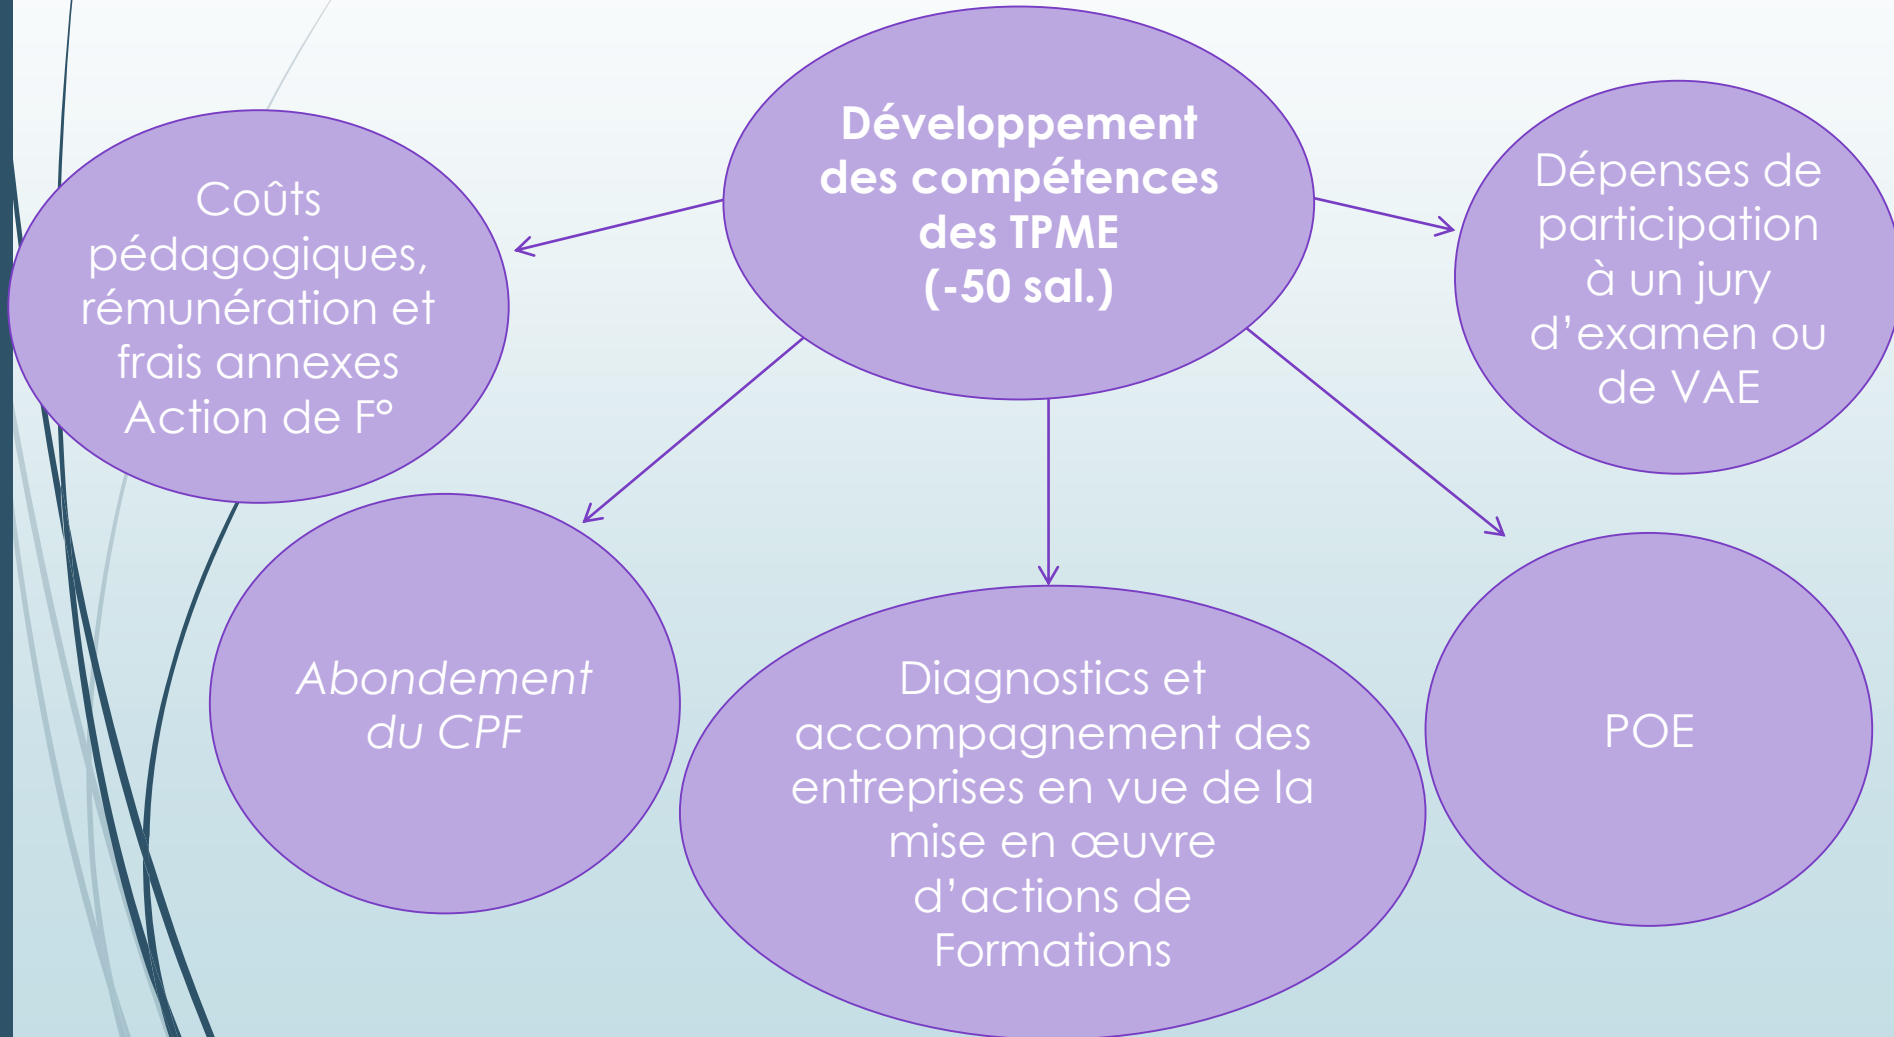 Développement
des compétences
des TPME
(-50 sal.)
Coûts
pédagogiques,
rémunération et
frais annexes
Action de F°
Dépenses de
participation
à un jury
d’examen ou
de VAE
Abondement
du CPF
Diagnostics et
accompagnement des
entreprises en vue de la
mise en œuvre
d’actions de
Formations
POE